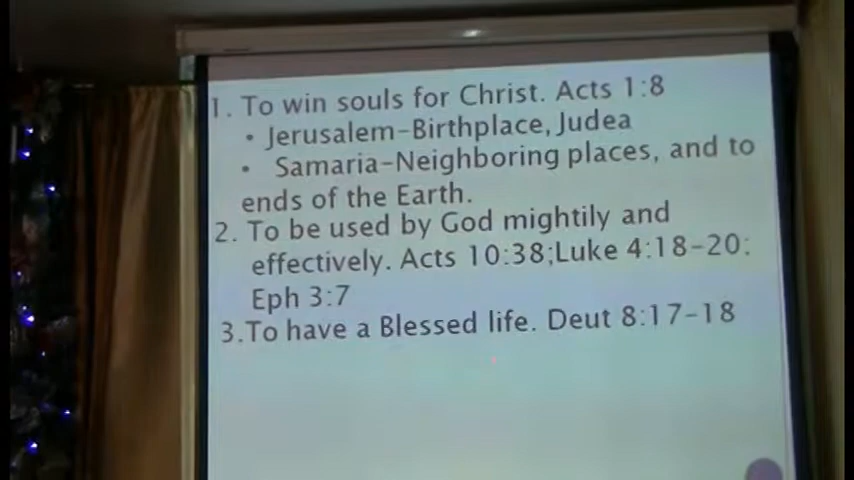 1. To win souls for Christ. Acts 1:8
• Jerusalem-Birthplace, Judea
• Samaria-Neighboring places, and to
ends of the Earth.
2. To be used by God mightily and
effectively. Acts 10:38;Luke 4:18-20:
Eph 3:7
3.To have a Blessed life. Deut 8:17-18